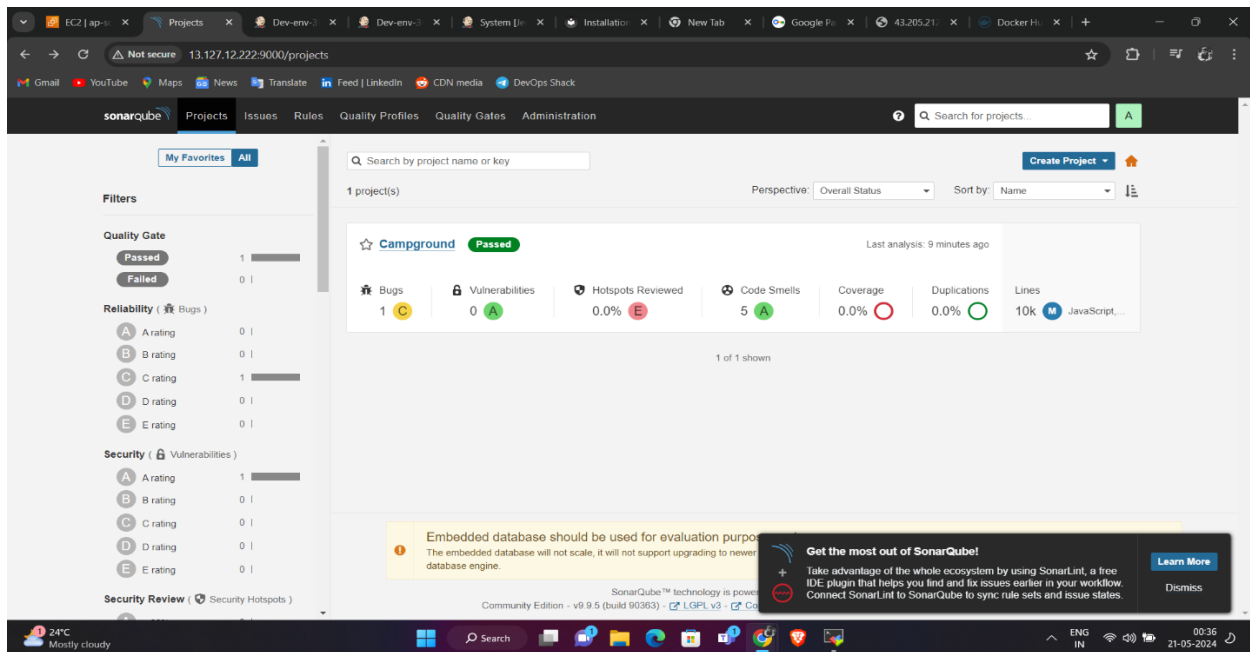 EC2 | ap-s
Projects
Dev-env-3
Dev-env-3
System [Je
Installation
New Tab
Google Pa
43.205.212
Docker Hu
Not secure 13.127.12.222:9000/projects
Gmail YouTube Maps News Translate Feed | LinkedIn CDN media DevOps Shack
sonarqube Projects Issues Rules Quality Profiles Quality Gates Administration
Search for projects...
A
My Favorites All
Search by project name or key
Create Project
1 project(s)
Perspective: Overall Status
Sort by: Name
Filters
Quality Gate
Passed 1
Failed 0
Reliability ( Bugs )
A A rating 0
B B rating 0
C C rating 1
D D rating 0
E E rating 0
Security ( Vulnerabilities )
A A rating 1
B B rating 0
C C rating 0
D D rating 0
E E rating 0
Security Review ( Security Hotspots )
Campground Passed
Last analysis: 9 minutes ago
Bugs Vulnerabilities Hotspots Reviewed Code Smells Coverage Duplications Lines
1 C 0 A 0.0% E 5 A 0.0% 0.0% 10k M JavaScript,...
1 of 1 shown
Embedded database should be used for evaluation purpo
The embedded database will not scale, it will not support upgrading to newer
database engine.
SonarQube™ technology is power
Community Edition - v9.9.5 (build 90363) - LGPL v3 - Co
Get the most out of SonarQube!
Take advantage of the whole ecosystem by using SonarLint, a free
IDE plugin that helps you find and fix issues earlier in your workflow.
Connect SonarLint to SonarQube to sync rule sets and issue states.
Learn More
Dismiss
1
24°C
Mostly cloudy
Search
ENG
IN
00:36
21-05-2024